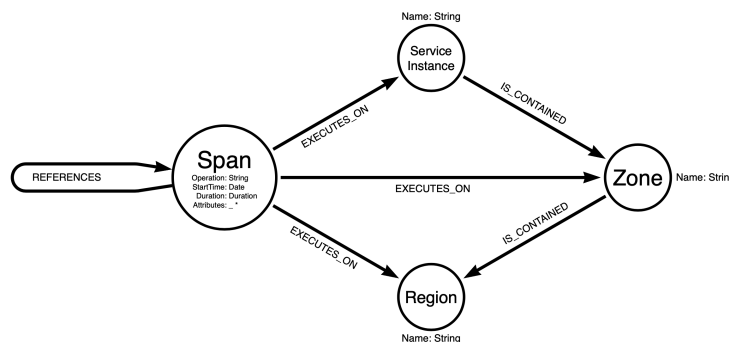 Name: String
Service
Instance
IS_CONTAINED
EXECUTES_ON
Span
Operation: String
StartTime: Date
Duration: Duration
Attributes: _ *
REFERENCES
EXECUTES_ON
Zone
Name: Strin
EXECUTES_ON
IS_CONTAINED
Region
Name: String